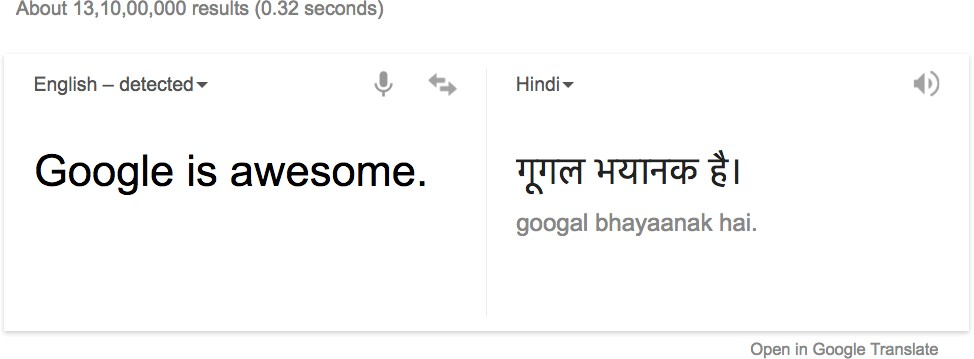 About 13,10,00,000 results (0.32 seconds)
English – detected
Hindi
Google is awesome.
गूगल भयानक है।
googal bhayaanak hai.
Open in Google Translate